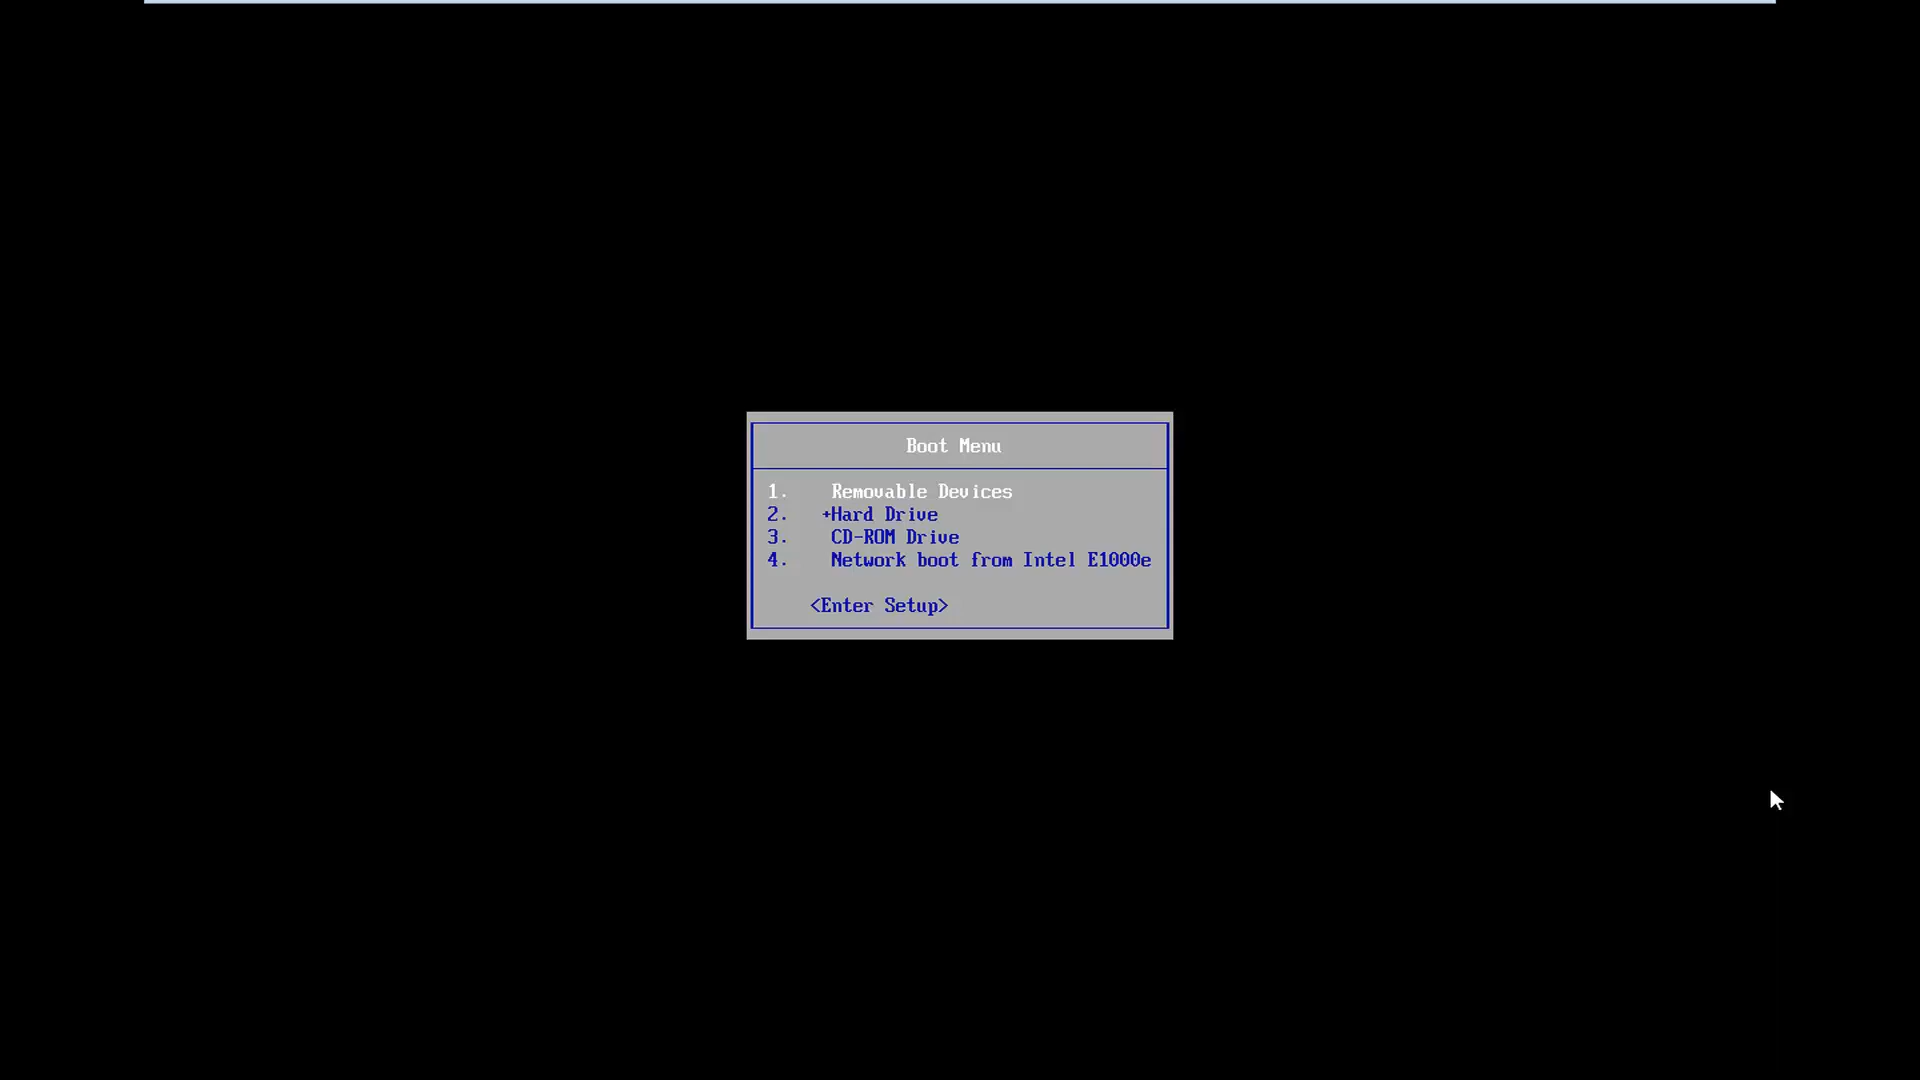 Boot Menu
1. Removable Devices
2. +Hard Drive
3. CD-ROM Drive
4. Network boot from Intel E1000e
<Enter Setup>